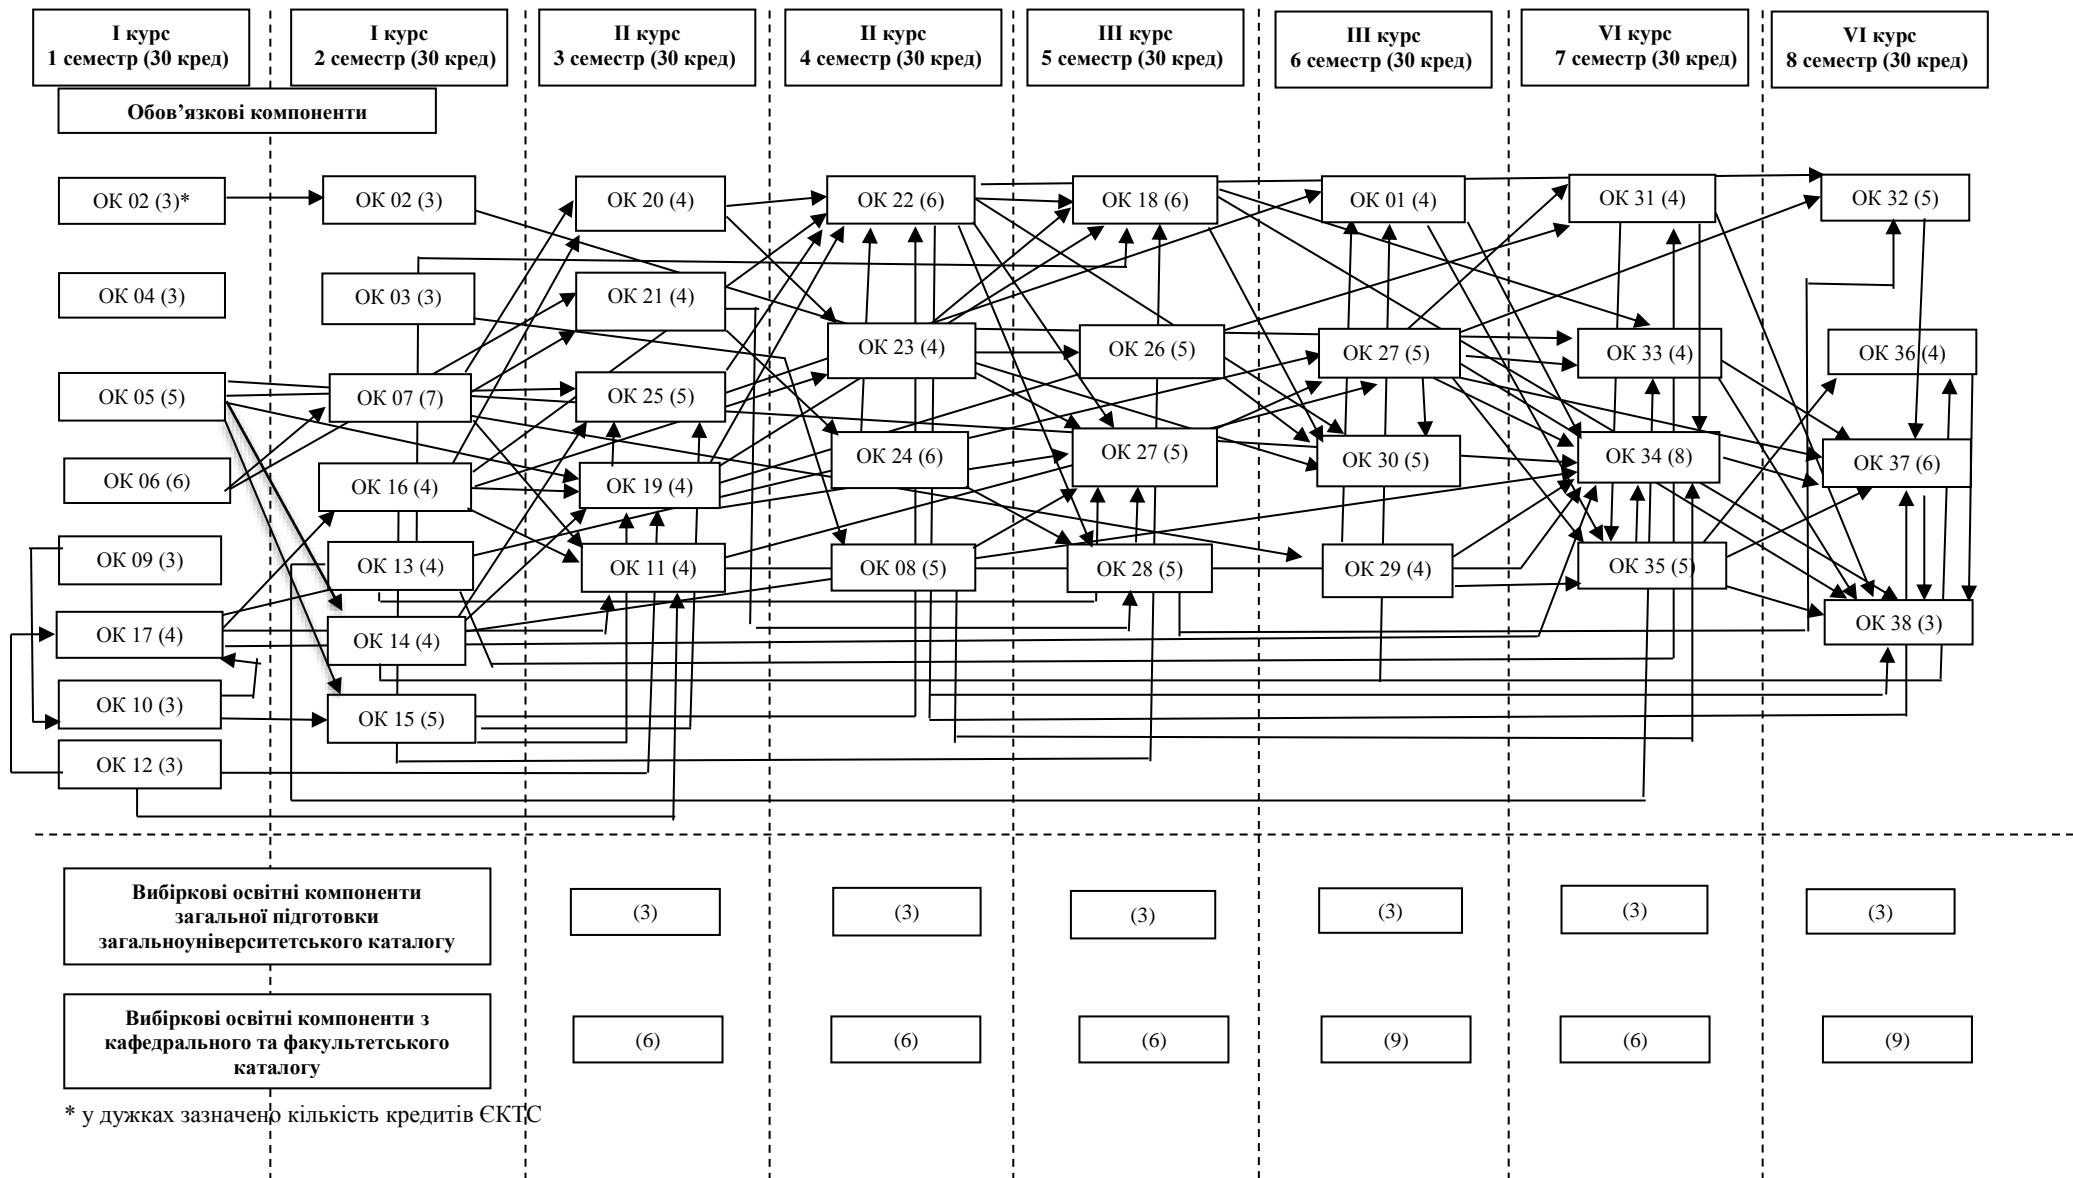 І курс
1 семестр (30 кред)
І курс
2 семестр (30 кред)
ІІ курс
3 семестр (30 кред)
ІІ курс
4 семестр (30 кред)
ІІІ курс
5 семестр (30 кред)
ІІІ курс
6 семестр (30 кред)
VI курс
7 семестр (30 кред)
VI курс
8 семестр (30 кред)
Обов’язкові компоненти
ОК 02 (3)*
ОК 04 (3)
ОК 05 (5)
ОК 06 (6)
ОК 09 (3)
ОК 17 (4)
ОК 10 (3)
ОК 12 (3)
ОК 02 (3)
ОК 03 (3)
ОК 07 (7)
ОК 16 (4)
ОК 13 (4)
ОК 14 (4)
ОК 15 (5)
ОК 20 (4)
ОК 21 (4)
ОК 25 (5)
ОК 19 (4)
ОК 11 (4)
ОК 22 (6)
ОК 23 (4)
ОК 24 (6)
ОК 08 (5)
ОК 18 (6)
ОК 26 (5)
ОК 27 (5)
ОК 28 (5)
ОК 01 (4)
ОК 27 (5)
ОК 30 (5)
ОК 29 (4)
ОК 31 (4)
ОК 33 (4)
ОК 34 (8)
ОК 35 (5)
ОК 32 (5)
ОК 36 (4)
ОК 37 (6)
ОК 38 (3)
Вибіркові освітні компоненти
загальної підготовки
загальноуніверситетського каталогу
(3)
(3)
(3)
(3)
(3)
(3)
Вибіркові освітні компоненти з
кафедрального та факультетського
каталогу
(6)
(6)
(6)
(9)
(6)
(9)
* у дужках зазначено кількість кредитів ЄКТС